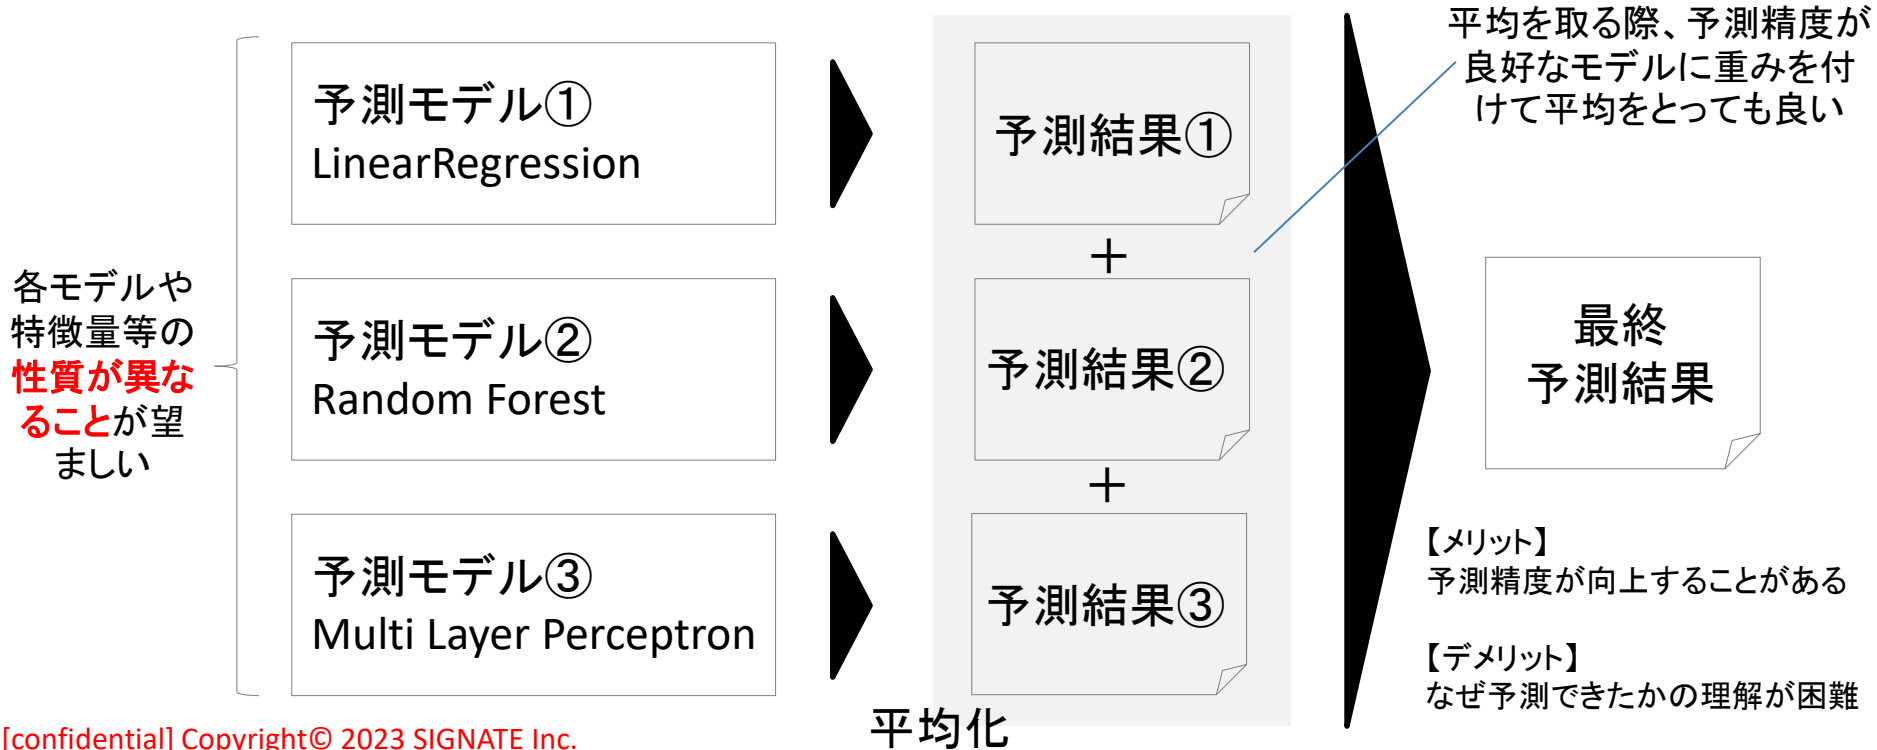 各モデルや
特徴量等の
性質が異な
ることが望
ましい
予測モデル①
LinearRegression
予測モデル②
Random Forest
予測モデル③
Multi Layer Perceptron
予測結果①
＋
予測結果②
＋
予測結果③
平均化
平均を取る際、予測精度が
良好なモデルに重みを付
けて平均をとっても良い
最終
予測結果
【メリット】
予測精度が向上することがある
【デメリット】
なぜ予測できたかの理解が困難
[confidential] Copyright© 2023 SIGNATE Inc.